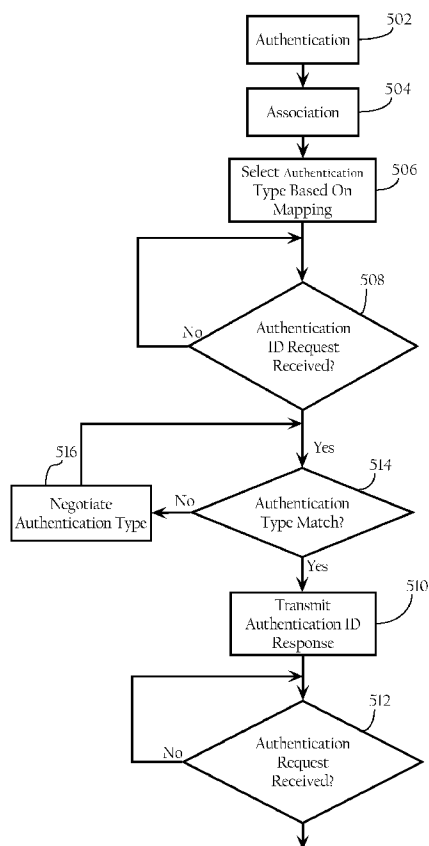 502
Authentication
504
Association
506
Select Authentication
Type Based On
Mapping
508
No
Authentication
ID Request
Received?
516
Yes
514
Negotiate
Authentication Type
No
Authentication
Type Match?
Yes
510
Transmit
Authentication ID
Response
512
No
Authentication
Request
Received?